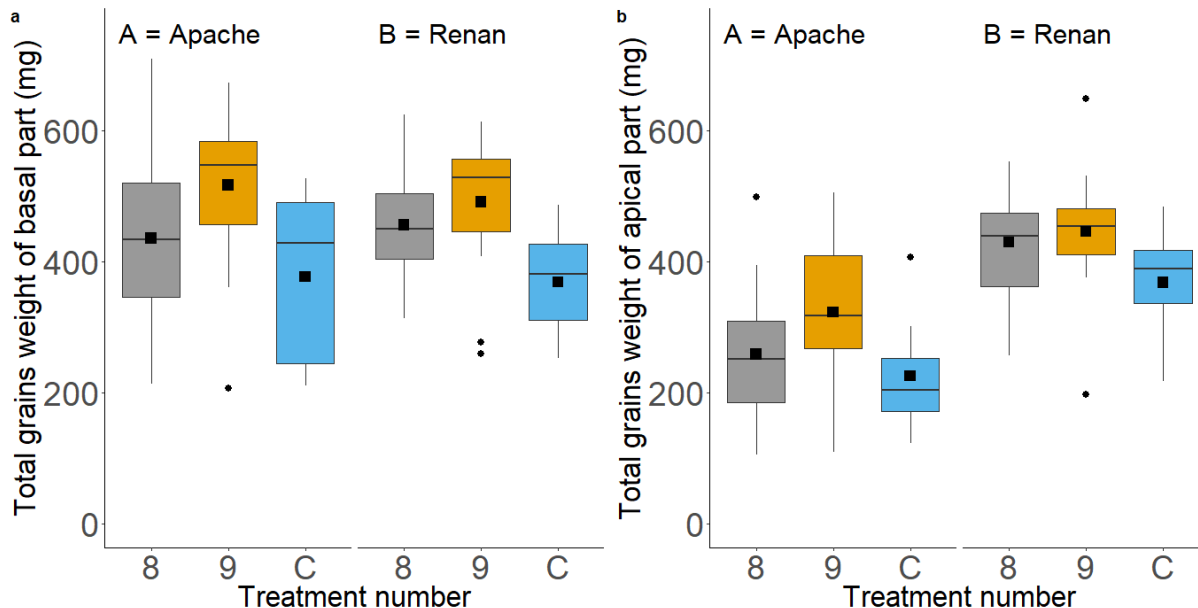 a
Total grains weight of basal part (mg)
A = Apache
B = Renan
600
400
200
0
8
9
C
8
9
C
Treatment number
b
Total grains weight of apical part (mg)
A = Apache
B = Renan
600
400
200
0
8
9
C
8
9
C
Treatment number